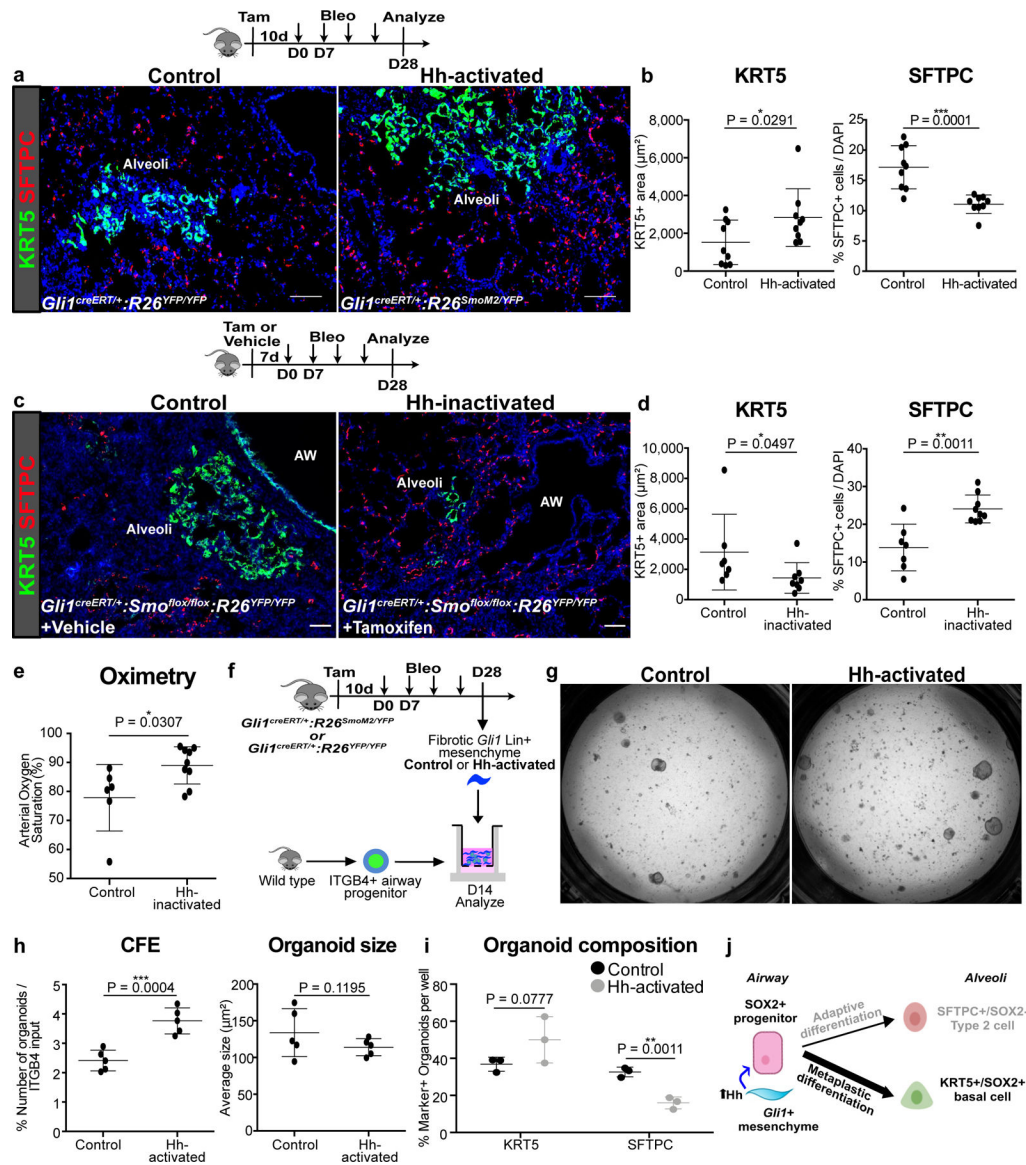 Tam Bleo Analyze
10d
D0 D7 D28
a Control Hh-activated
KRT5 SFTPC
Alveoli
Alveoli
Gli1creERT/+:R26YFP/YFP
Gli1creERT/+:R26SmoM2/YFP
b KRT5 SFTPC
*
P = 0.0291
KRT5+ area (µm²)
8,000
6,000
4,000
2,000
0
Control Hh-activated
***
P = 0.0001
% SFTPC+ cells / DAPI
25
20
15
10
5
0
Control Hh-activated
Tam or
Vehicle Bleo Analyze
7d
D0 D7 D28
c Control Hh-inactivated
KRT5 SFTPC
AW
Alveoli
Alveoli
AW
Gli1creERT/+:Smoflox/flox:R26YFP/YFP
+Vehicle
Gli1creERT/+:Smoflox/flox:R26YFP/YFP
+Tamoxifen
d KRT5 SFTPC
*
P = 0.0497
KRT5+ area (µm²)
10,000
8,000
6,000
4,000
2,000
0
Control Hh-
inactivated
**
P = 0.0011
% SFTPC+ cells / DAPI
40
30
20
10
0
Control Hh-
inactivated
e Oximetry
*
P = 0.0307
Arterial Oxygen
Saturation (%)
100
90
80
70
60
50
Control Hh-
inactivated
f
Tam Bleo D28
10d
D0 D7
Gli1creERT/+:R26SmoM2/YFP
or
Gli1creERT/+:R26YFP/YFP
Fibrotic Gli1 Lin+
mesenchyme
Control or Hh-activated
Wild type
ITGB4+ airway
progenitor
D14
Analyze
g Control Hh-activated
h CFE Organoid size
***
P = 0.0004
% Number of organoids /
ITGB4 input
5
4
3
2
1
0
Control Hh-
activated
P = 0.1195
Average size (µm²)
200
150
100
50
0
Control Hh-
activated
i Organoid composition
Control
Hh-activated
P = 0.0777
**
P = 0.0011
% Marker+ Organoids per well
80
60
40
20
0
KRT5 SFTPC
j
Airway Alveoli
SOX2+
progenitor
Adaptive
differentiation
SFTPC+/SOX2-
Type 2 cell
Metaplastic
differentiation
KRT5+/SOX2+
basal cell
↑Hh
Gli1+
mesenchyme